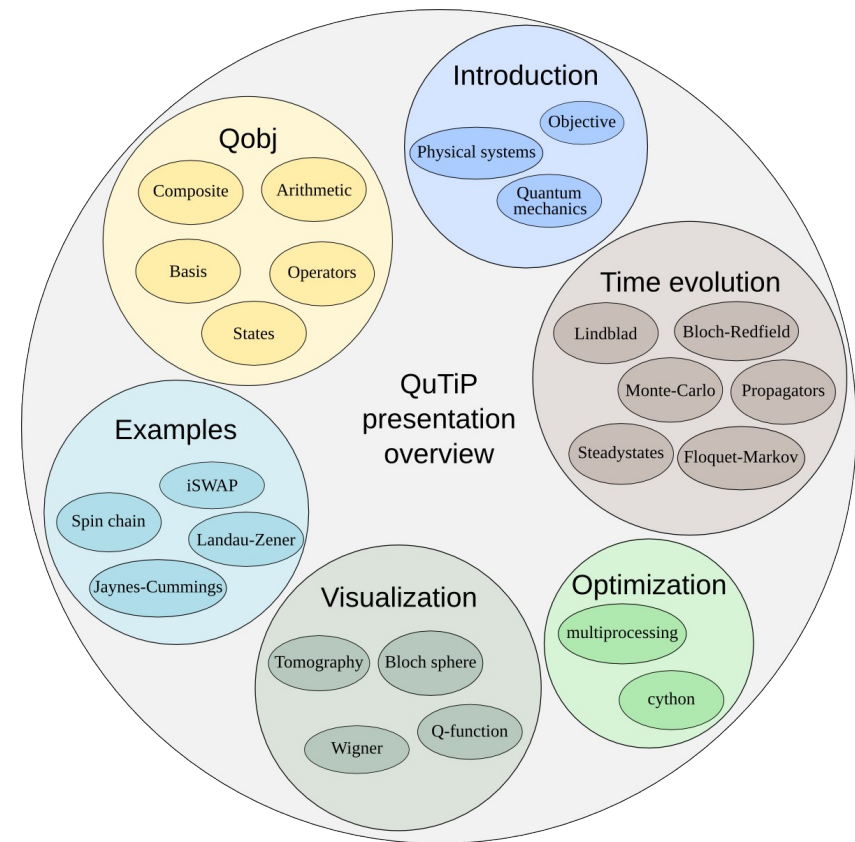 Introduction
Objective
Physical systems
Quantum
mechanics
Qobj
Composite
Arithmetic
Basis
Operators
States
Time evolution
Lindblad
Bloch-Redfield
Monte-Carlo
Propagators
Steadystates
Floquet-Markov
QuTiP
presentation
overview
Examples
iSWAP
Spin chain
Landau-Zener
Jaynes-Cummings
Visualization
Tomography
Bloch sphere
Q-function
Wigner
Optimization
multiprocessing
cython